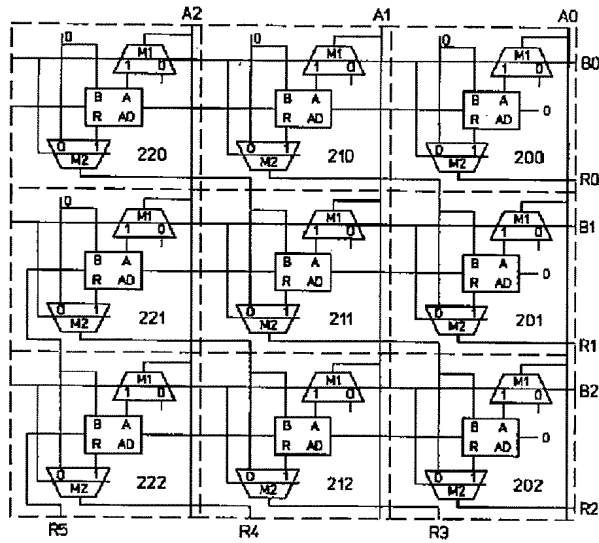 A2 A1 A0
0 M1 0 M1 0 M1
1 0 1 0 1 0 B0
B A B A B A
R AD R AD R AD 0
0 1 0 1 0 1
M2 220 M2 210 M2 200
R0
0 M1 M1 M1
1 0 1 0 1 0 B1
B A B A B A
R AD R AD R AD 0
0 1 0 1 0 1
M2 221 M2 211 M2 201
R1
M1 M1 M1
1 0 1 0 1 0 B2
B A B A B A
R AD R AD R AD 0
0 1 0 1 0 1
M2 222 M2 212 M2 202
R2
R5 R4 R3